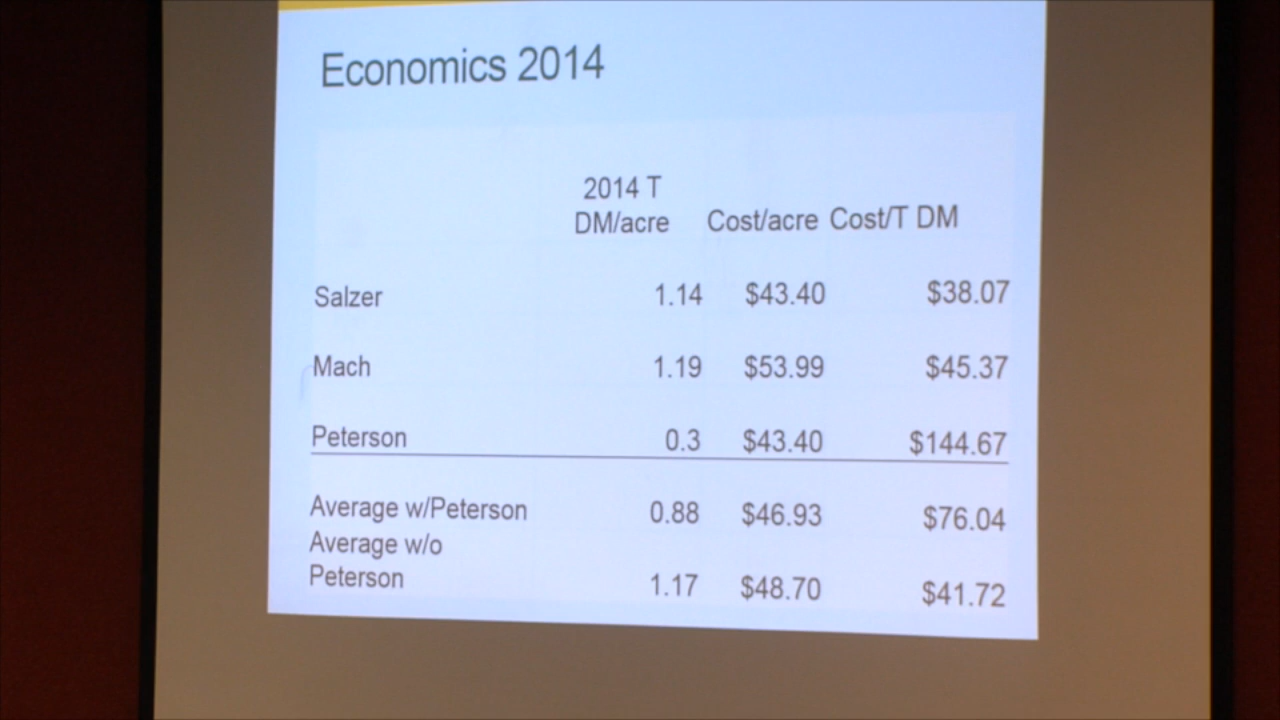 Economics 2014
2014 T
DM/acre Cost/acre Cost/T DM
Salzer 1.14 $43.40 $38.07
Mach 1.19 $53.99 $45.37
Peterson 0.3 $43.40 $144.67
Average w/Peterson 0.88 $46.93 $76.04
Average w/o
Peterson 1.17 $48.70 $41.72